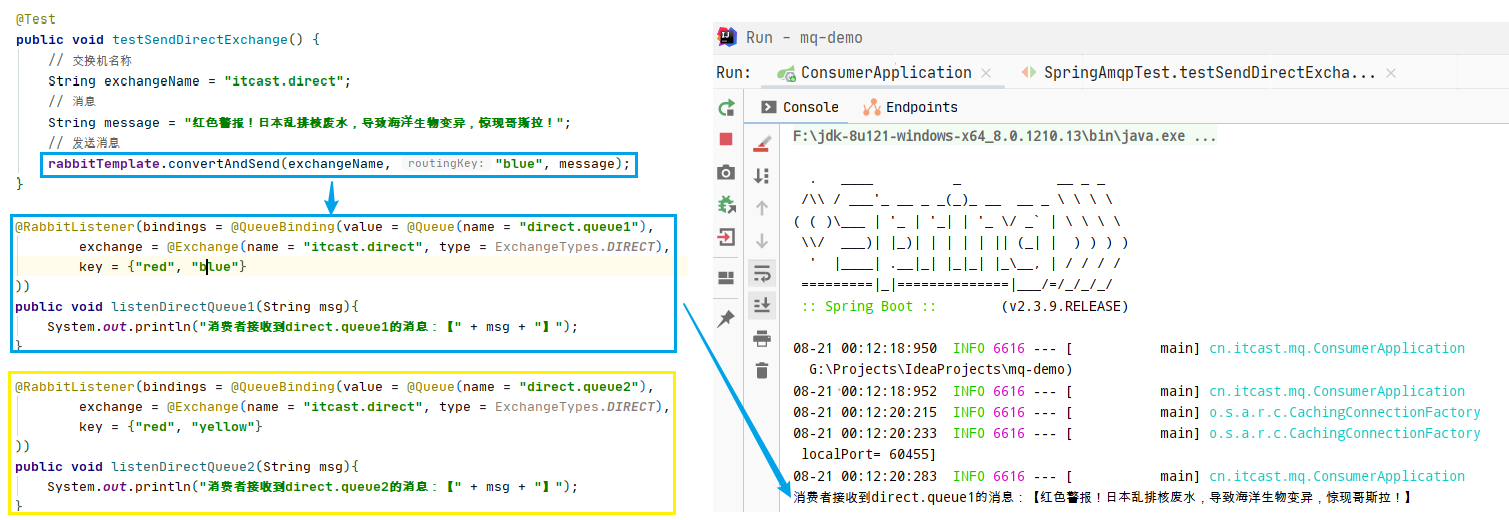 @Test
public void testSendDirectExchange() {
// 交换机名称
String exchangeName = "itcast.direct";
// 消息
String message = "红色警报！日本乱排核废水，导致海洋生物变异，惊现哥斯拉！";
// 发送消息
rabbitTemplate.convertAndSend(exchangeName, routingKey: "blue", message);
}
@RabbitListener(bindings = @QueueBinding(value = @Queue(name = "direct.queue1"),
exchange = @Exchange(name = "itcast.direct", type = ExchangeTypes.DIRECT),
key = {"red", "blue"}
))
public void listenDirectQueue1(String msg){
System.out.println("消费者接收到direct.queue1的消息：【" + msg + "】");
}
@RabbitListener(bindings = @QueueBinding(value = @Queue(name = "direct.queue2"),
exchange = @Exchange(name = "itcast.direct", type = ExchangeTypes.DIRECT),
key = {"red", "yellow"}
))
public void listenDirectQueue2(String msg){
System.out.println("消费者接收到direct.queue2的消息：【" + msg + "】");
}
Run - mq-demo
Run: ConsumerApplication × SpringAmqpTest.testSendDirectExcha... ×
Console Endpoints
F:\jdk-8u121-windows-x64_8.0.1210.13\bin\java.exe ...
  .   ____          _            __ _ _
 /\\ / ___'_ __ _ _(_)_ __  __ _ \ \ \ \
( ( )\___ | '_ | '_| | '_ \/ _` | \ \ \ \
 \\/  ___)| |_)| | | | | || (_| |  ) ) ) )
  '  |____| .__|_| |_|_| |_\__, | / / / /
 =========|_|==============|___/=/_/_/_/
:: Spring Boot :: (v2.3.9.RELEASE)
08-21 00:12:18:950 INFO 6616 --- [ main] cn.itcast.mq.ConsumerApplication
G:\Projects\IdeaProjects\mq-demo)
08-21 00:12:18:952 INFO 6616 --- [ main] cn.itcast.mq.ConsumerApplication
08-21 00:12:20:215 INFO 6616 --- [ main] o.s.a.r.c.CachingConnectionFactory
08-21 00:12:20:233 INFO 6616 --- [ main] o.s.a.r.c.CachingConnectionFactory
localPort= 60455]
08-21 00:12:20:283 INFO 6616 --- [ main] cn.itcast.mq.ConsumerApplication
消费者接收到direct.queue1的消息：【红色警报！日本乱排核废水，导致海洋生物变异，惊现哥斯拉！】